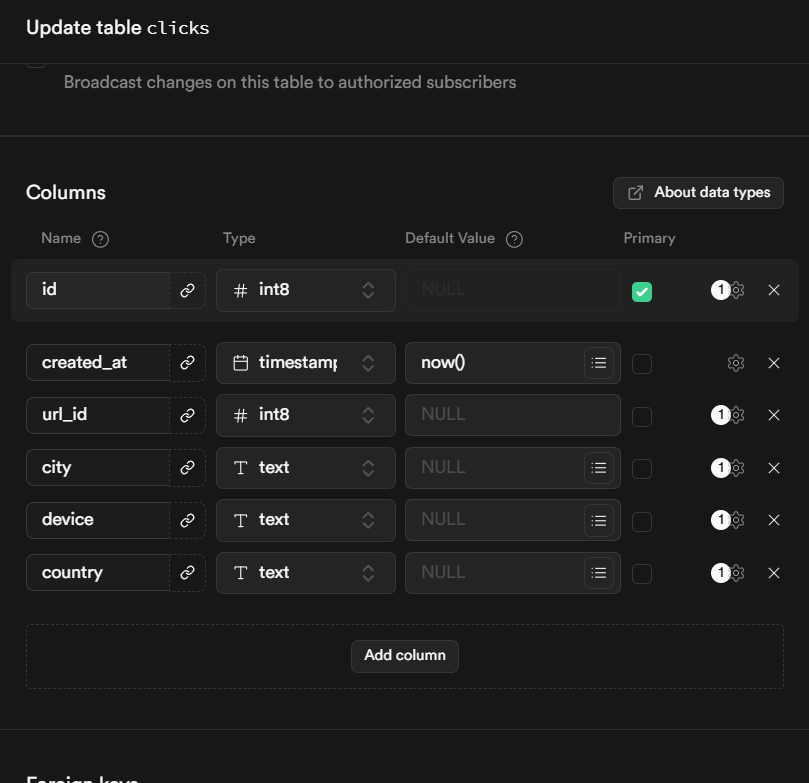 Update table clicks
Broadcast changes on this table to authorized subscribers
Columns
About data types
Name ? Type Default Value ? Primary
id int8 NULL 1
created_at timestamp now()
url_id int8 NULL 1
city text NULL 1
device text NULL 1
country text NULL 1
Add column
Foreign keys